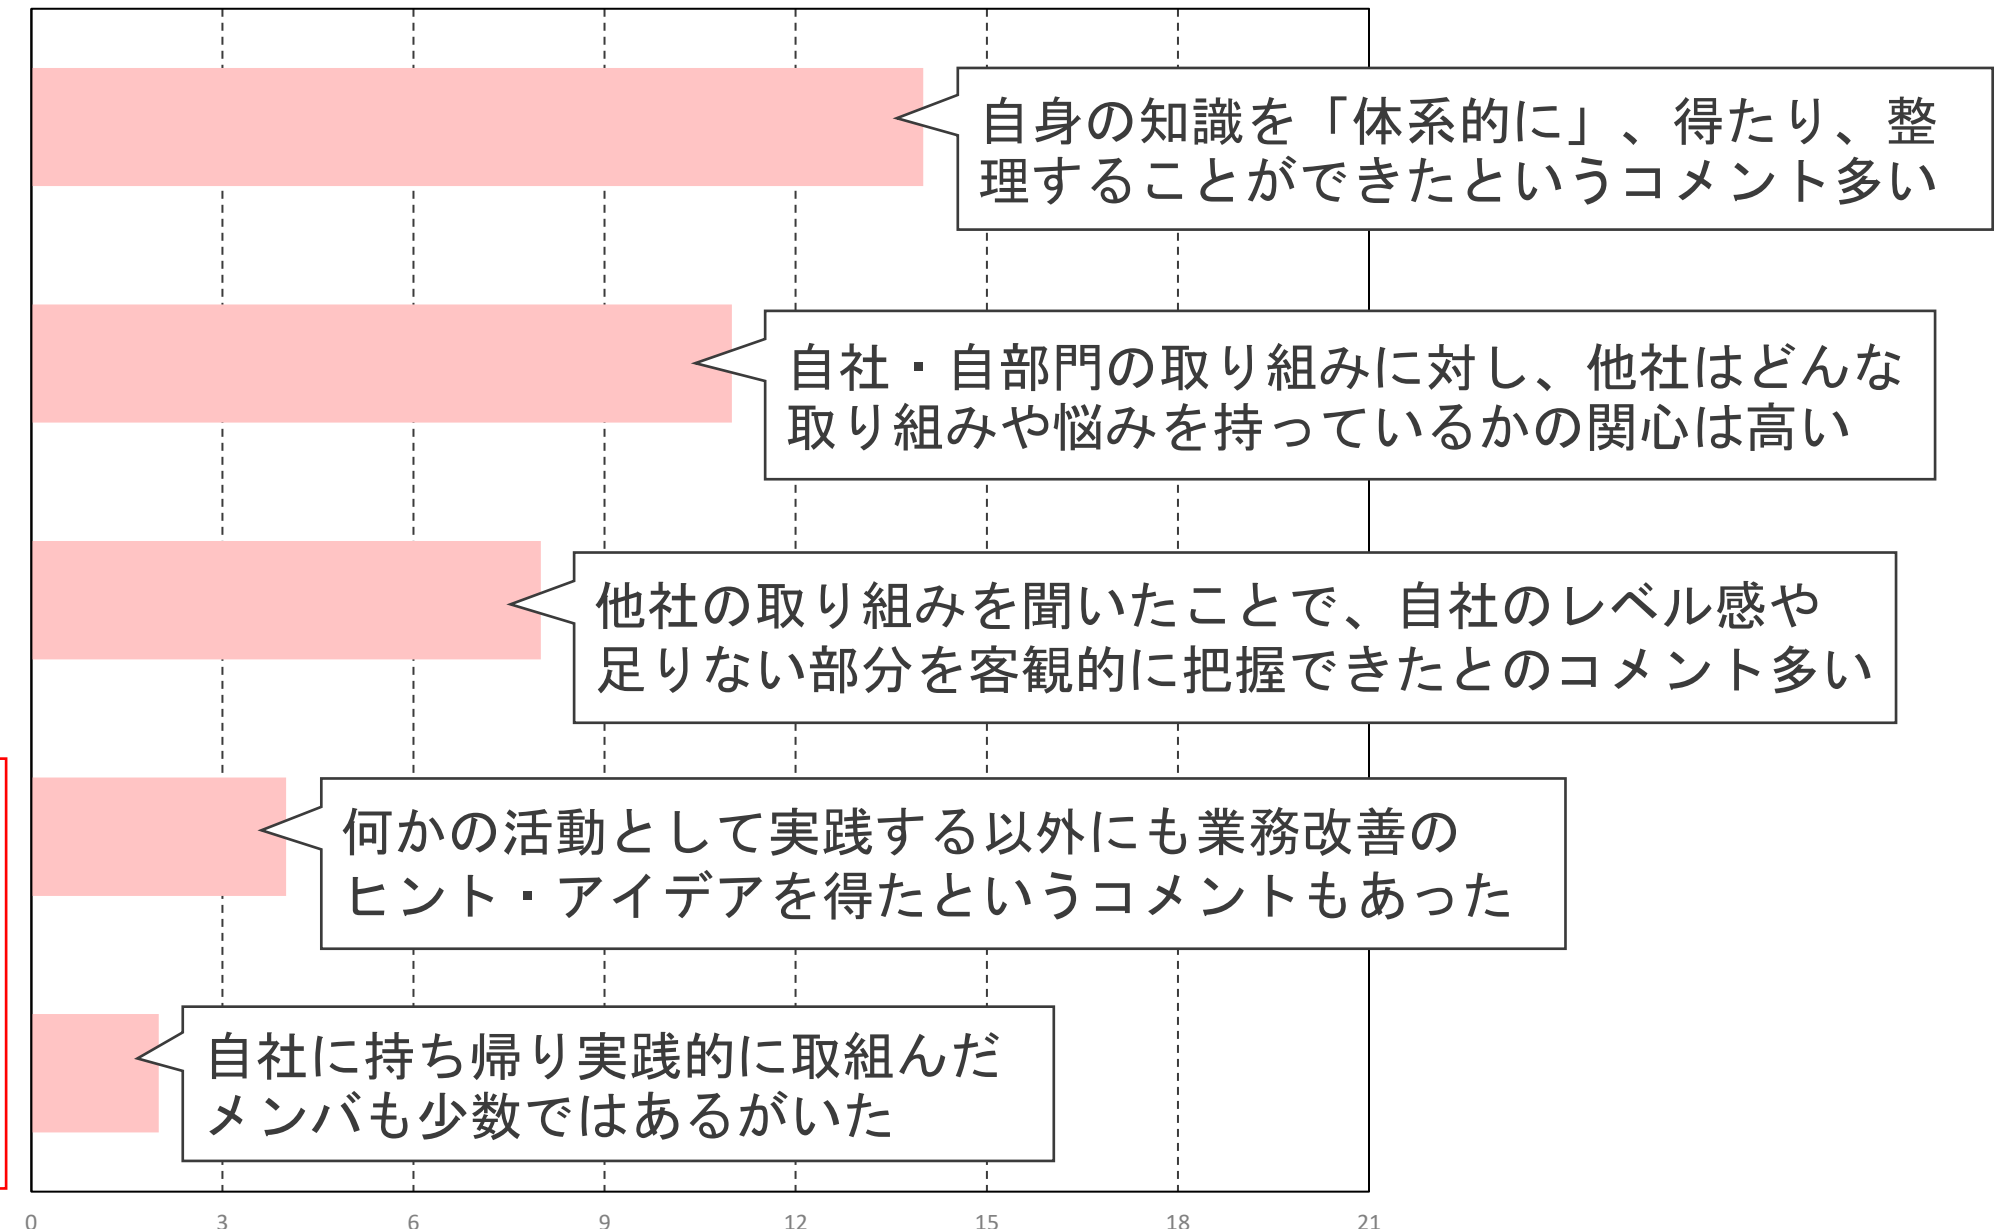 自身の知識を「体系的に」、得たり、整
理することができたというコメント多い
自社・自部門の取り組みに対し、他社はどんな
取り組みや悩みを持っているかの関心は高い
他社の取り組みを聞いたことで、自社のレベル感や
足りない部分を客観的に把握できたとのコメント多い
何かの活動として実践する以外にも業務改善の
ヒント・アイデアを得たというコメントもあった
自社に持ち帰り実践的に取組んだ
メンバも少数ではあるがいた
0 3 6 9 12 15 18 21